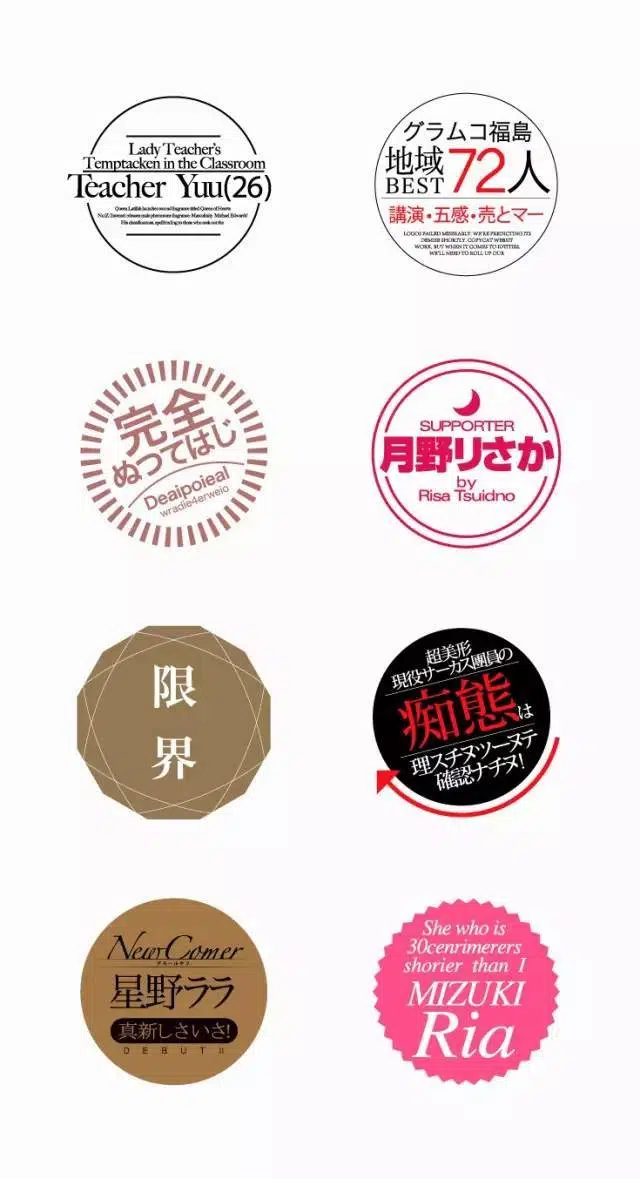 Lady Teacher's
Temptacken in the Classroom
Teacher Yuu(26)
グラムコ福島
地域
BEST
72人
講演・五感・売とマー
LOGOS FAILED MISERABLY. WE'RE PREDICTING ITS
DEMISE SHORTLY. COPYCAT WEBSIT
WORK, BUT WHEN IT COMES TO ENTITIES,
WE'LL NEED TO ROLL UP OUR
完全
ぬってはじ
Deaipoieal
wradie4erweio
SUPPORTER
月野りさか
by
Risa Tsuidno
限
界
超美形
現役サーカス團員の
痴態は
理スチヌツーヌテ
確認ナチヌ!
New Comer
星野ララ
真新しさいさ!
DEBUT II
She who is
30cenrimerers
shorier than I
MIZUKI
Ria